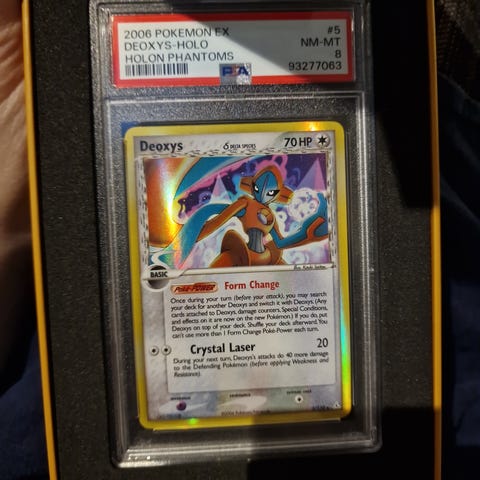 2006 POKEMON EX #5
DEOXYS-HOLO NM-MT
HOLON PHANTOMS 8
PSA 93277063
Deoxys δ DELTA SPECIES 70 HP
BASIC
Poké-POWER Form Change
Once during your turn (before your attack), you may search
your deck for another Deoxys and switch it with Deoxys. (Any
cards attached to Deoxys, damage counters, Special Conditions,
and effects on it are now on the new Pokémon.) If you do, put
Deoxys on top of your deck. Shuffle your deck afterward. You
can't use more than 1 Form Change Poké-Power each turn.
Crystal Laser 20
During your next turn, Deoxys's attacks do 40 more damage
to the Defending Pokémon (before applying Weakness and
Resistance).
weakness resistance retreat cost